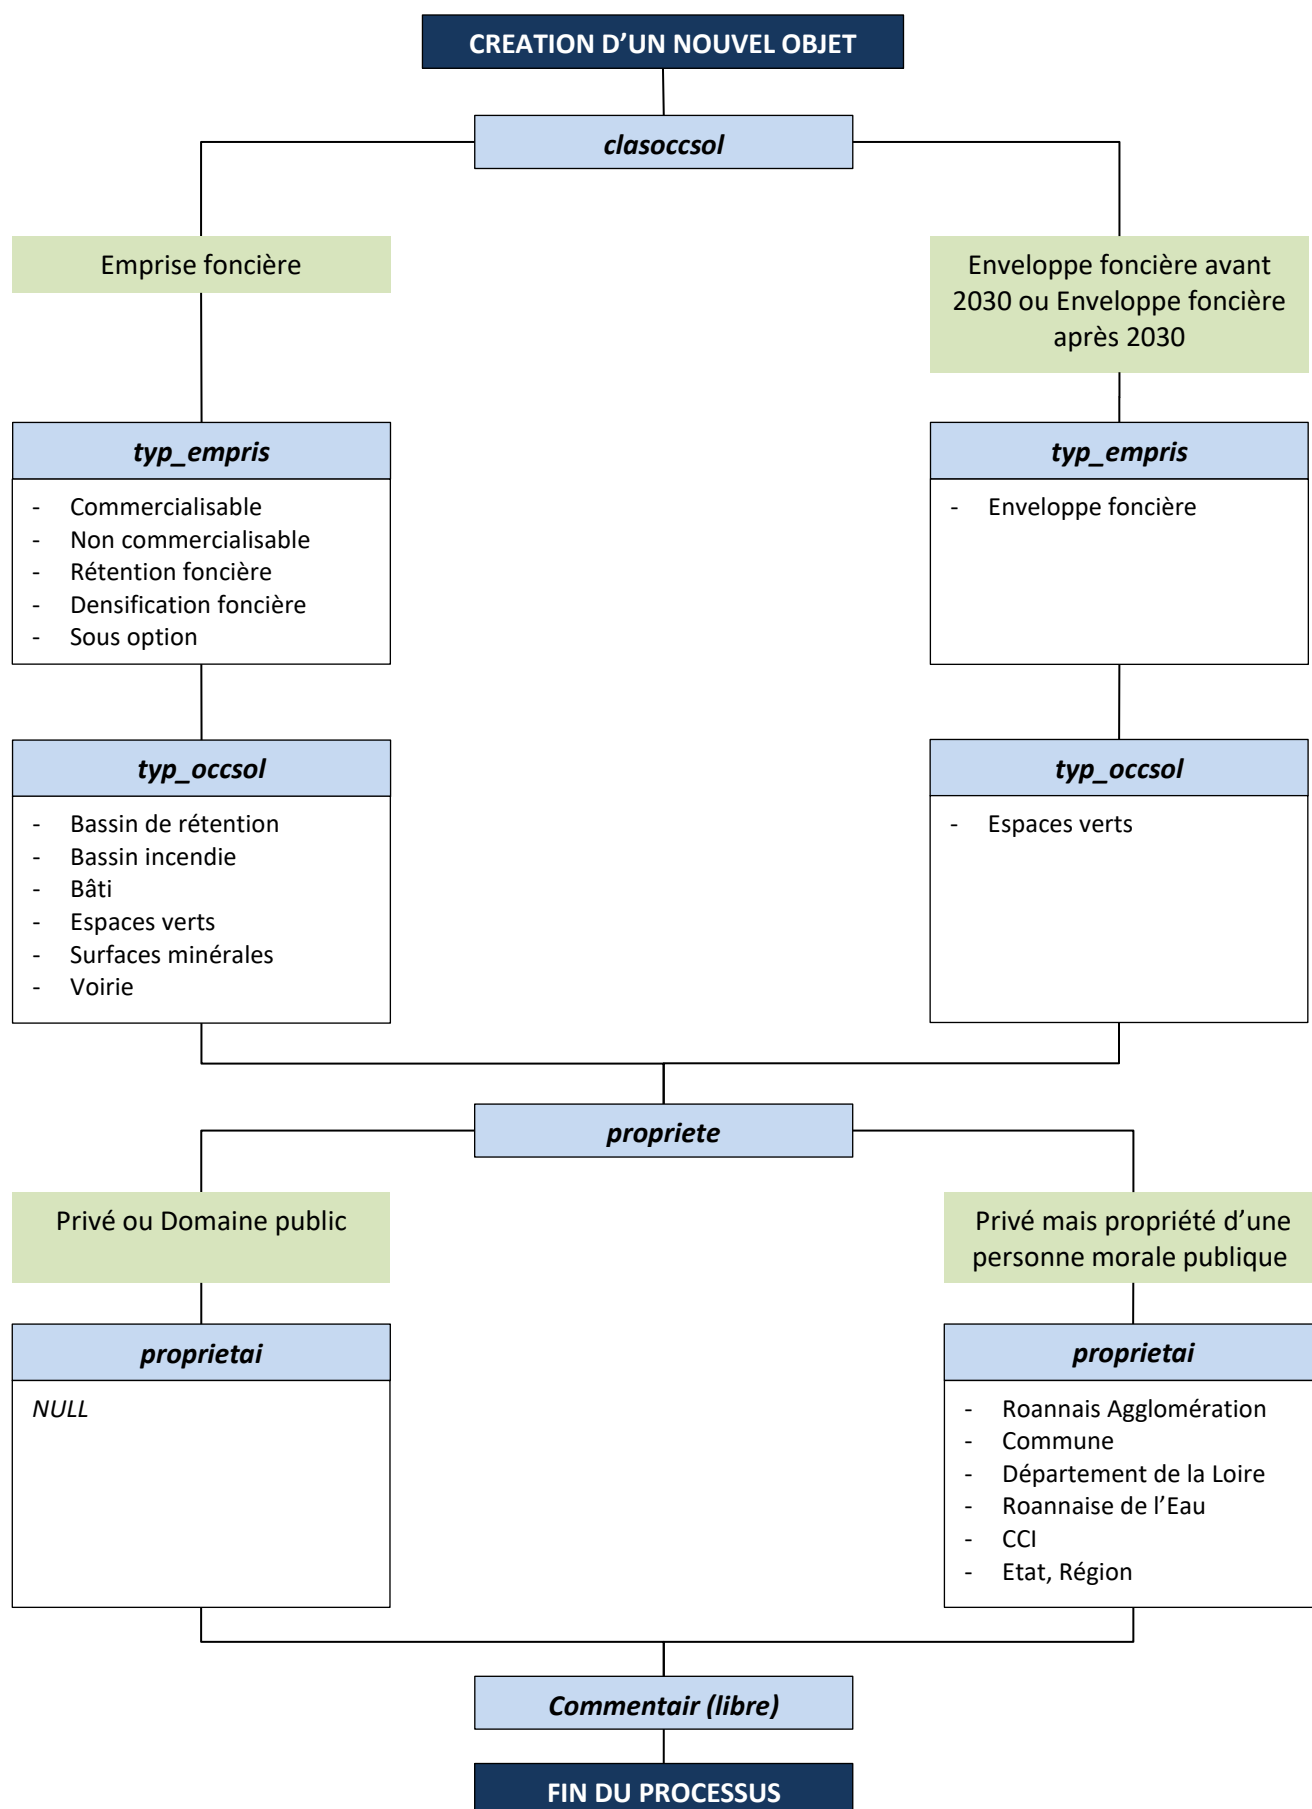 CREATION D’UN NOUVEL OBJET
clasoccsol
Emprise foncière
Enveloppe foncière avant
2030 ou Enveloppe foncière
après 2030
typ_empris
- Commercialisable
- Non commercialisable
- Rétention foncière
- Densification foncière
- Sous option
typ_empris
- Enveloppe foncière
typ_occsol
- Bassin de rétention
- Bassin incendie
- Bâti
- Espaces verts
- Surfaces minérales
- Voirie
typ_occsol
- Espaces verts
propriete
Privé ou Domaine public
Privé mais propriété d’une
personne morale publique
proprietai
NULL
proprietai
- Roannais Agglomération
- Commune
- Département de la Loire
- Roannaise de l’Eau
- CCI
- Etat, Région
Commentair (libre)
FIN DU PROCESSUS